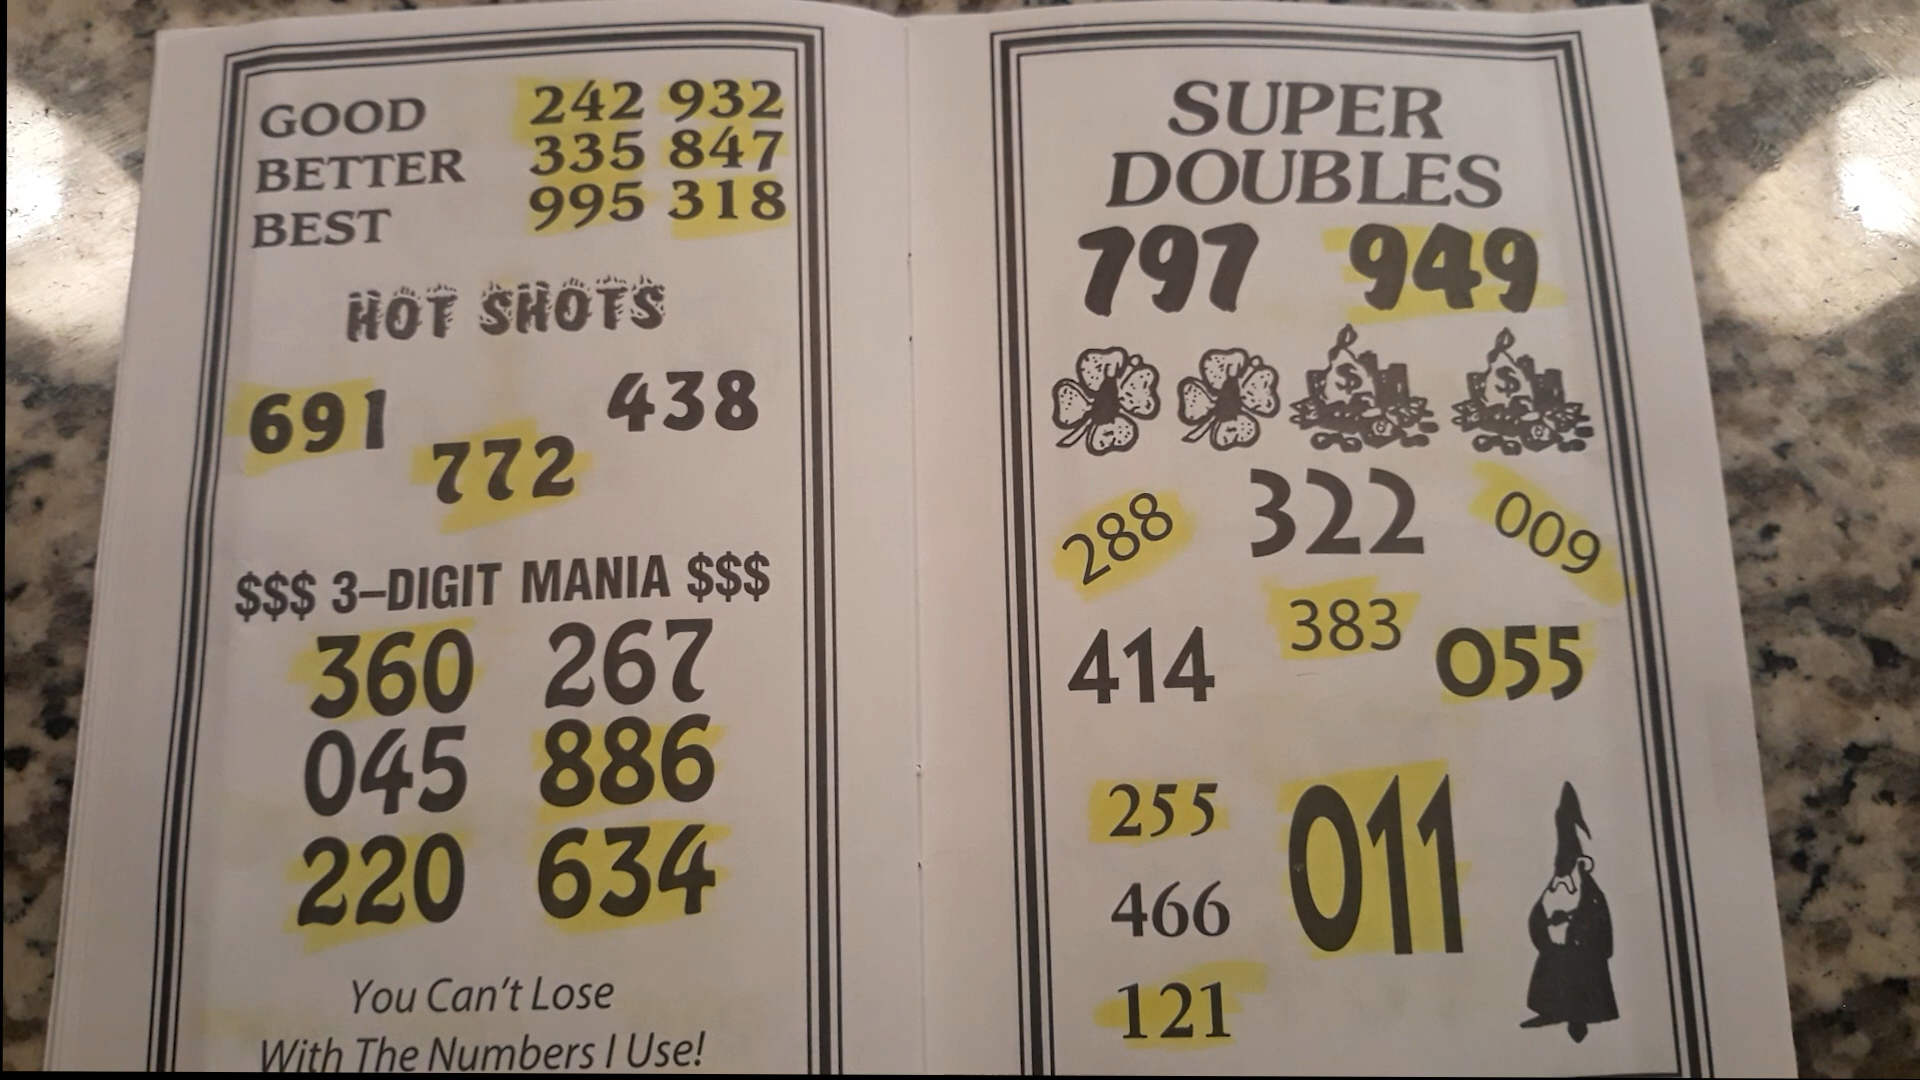 GOOD 242 932
BETTER 335 847
BEST 995 318
HOT SHOTS
691 438
772
$$$ 3-DIGIT MANIA $$$
360 267
045 886
220 634
You Can't Lose
With The Numbers I Use!
SUPER
DOUBLES
797 949
$ $
288 322 009
383
414 055
255
011
466
121